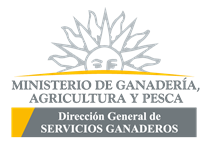 MINISTERIO DE GANADERÍA,
AGRICULTURA Y PESCA
Dirección General de
SERVICIOS GANADEROS